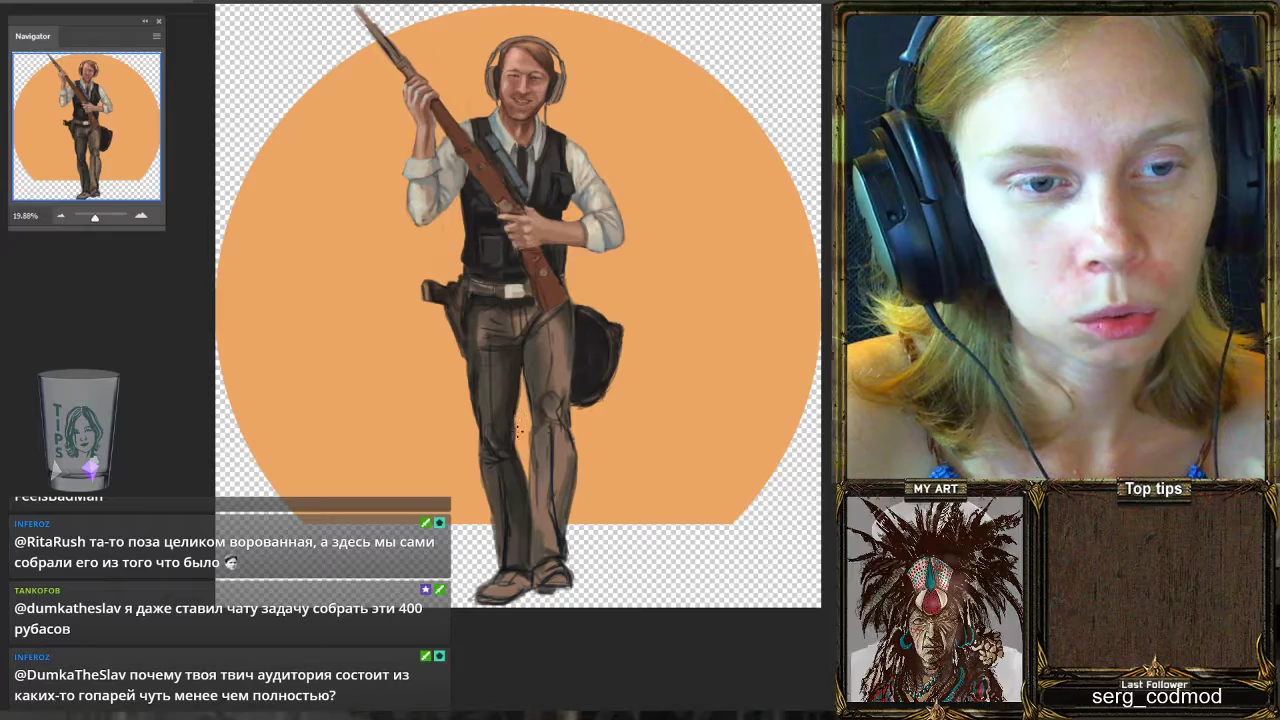 Navigator
19.88%
TIPS
FeelsBadMan
INFEROZ
@RitaRush та-то поза целиком ворованная, а здесь мы сами
собрали его из того что было
TANKOFOB
@dumkatheslav я даже ставил чату задачу собрать эти 400
рубасов
INFEROZ
@DumkaTheSlav почему твоя твич аудитория состоит из
каких-то гопарей чуть менее чем полностью?
MY ART
Top tips
Last Follower
serg_codmod